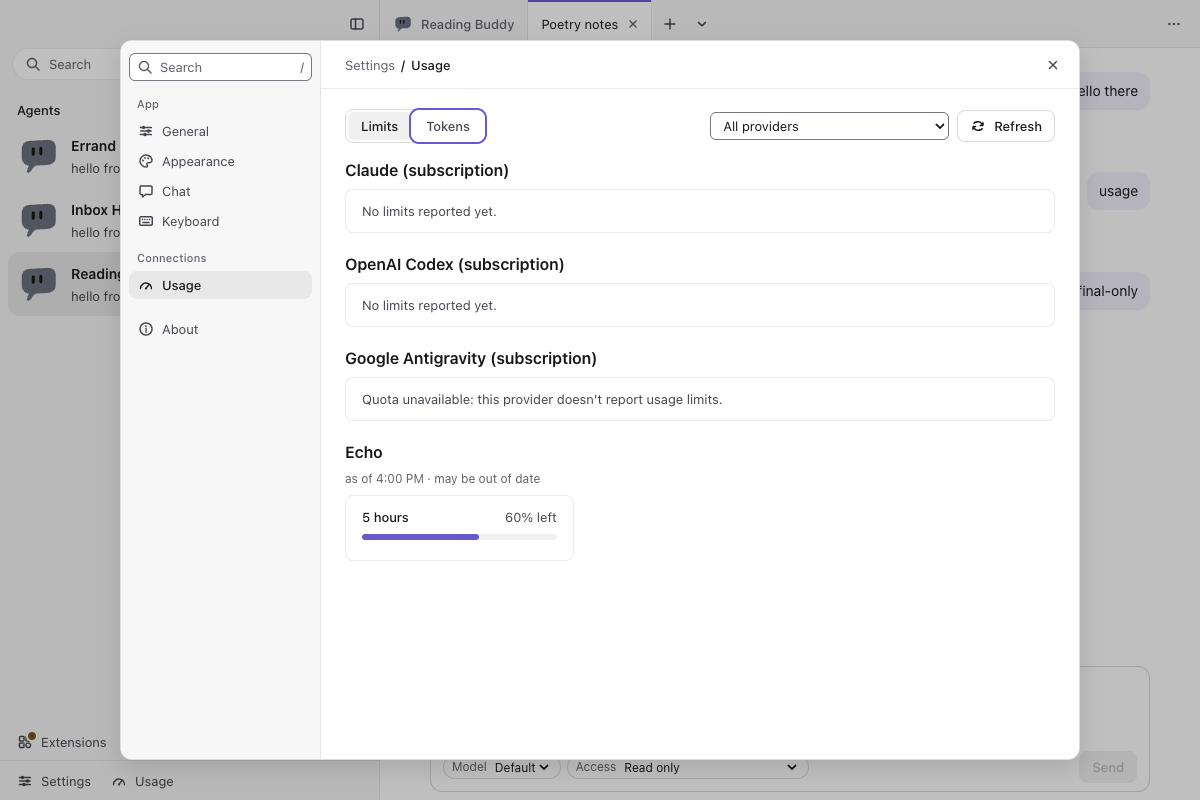 Reading Buddy
Poetry notes
Search
Agents
Errand
hello fro
Inbox H
hello fro
Reading
hello fro
Extensions
Settings
Usage
Search /
App
General
Appearance
Chat
Keyboard
Connections
Usage
About
Settings / Usage
Limits
Tokens
All providers
Refresh
Claude (subscription)
No limits reported yet.
OpenAI Codex (subscription)
No limits reported yet.
Google Antigravity (subscription)
Quota unavailable: this provider doesn't report usage limits.
Echo
as of 4:00 PM · may be out of date
5 hours 60% left
ello there
usage
final-only
Model Default
Access Read only
Send